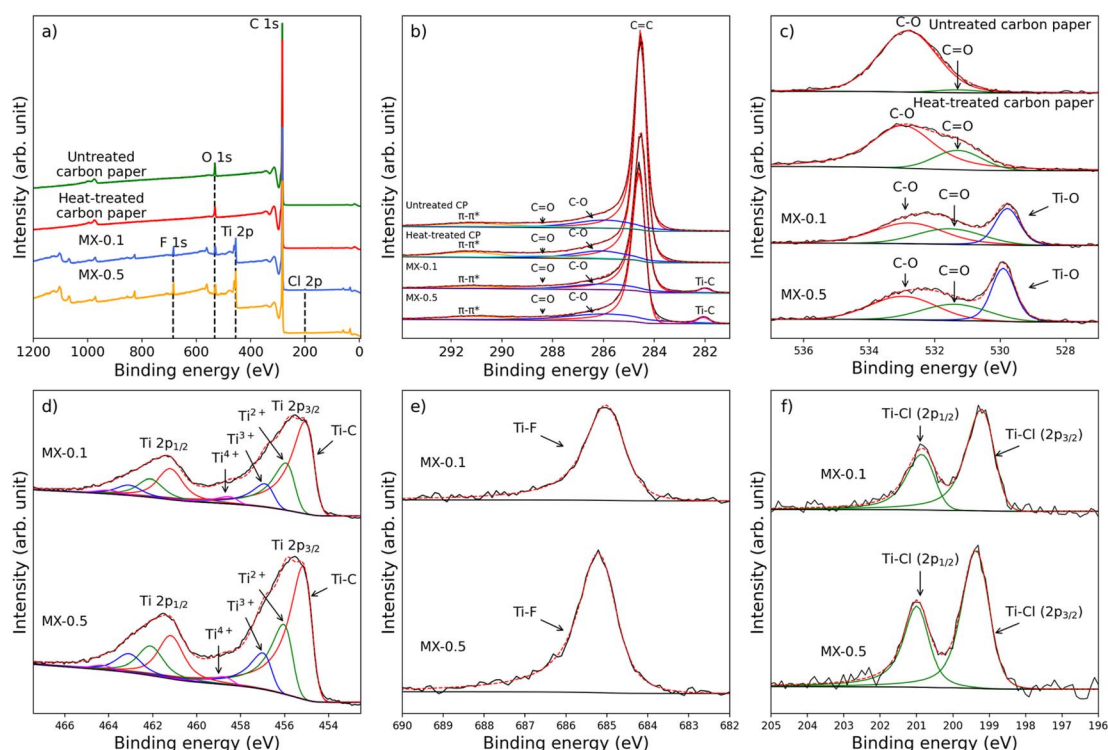 a)
C 1s
Untreated
carbon paper
O 1s
Heat-treated
carbon paper
MX-0.1
F 1s
Ti 2p
MX-0.5
Cl 2p
Intensity (arb. unit)
1200 1000 800 600 400 200 0
Binding energy (eV)
b)
C=C
Untreated CP
π-π*
C=O
C-O
Heat-treated CP
π-π*
C=O
C-O
MX-0.1
π-π*
C=O
C-O
Ti-C
MX-0.5
π-π*
C=O
C-O
Ti-C
Intensity (arb. unit)
292 290 288 286 284 282
Binding energy (eV)
c)
C-O
Untreated carbon paper
C=O
Heat-treated carbon paper
C-O
C=O
MX-0.1
C-O
C=O
Ti-O
MX-0.5
C-O
C=O
Ti-O
Intensity (arb. unit)
536 534 532 530 528
Binding energy (eV)
d)
Ti 2p3/2
Ti2+
Ti3+
Ti4+
Ti 2p1/2
Ti-C
MX-0.1
Ti 2p3/2
Ti2+
Ti3+
Ti4+
Ti 2p1/2
Ti-C
MX-0.5
Intensity (arb. unit)
466 464 462 460 458 456 454
Binding energy (eV)
e)
Ti-F
MX-0.1
Ti-F
MX-0.5
Intensity (arb. unit)
690 689 688 687 686 685 684 683 682
Binding energy (eV)
f)
Ti-Cl (2p1/2)
Ti-Cl (2p3/2)
MX-0.1
Ti-Cl (2p1/2)
Ti-Cl (2p3/2)
MX-0.5
Intensity (arb. unit)
205 204 203 202 201 200 199 198 197 196
Binding energy (eV)